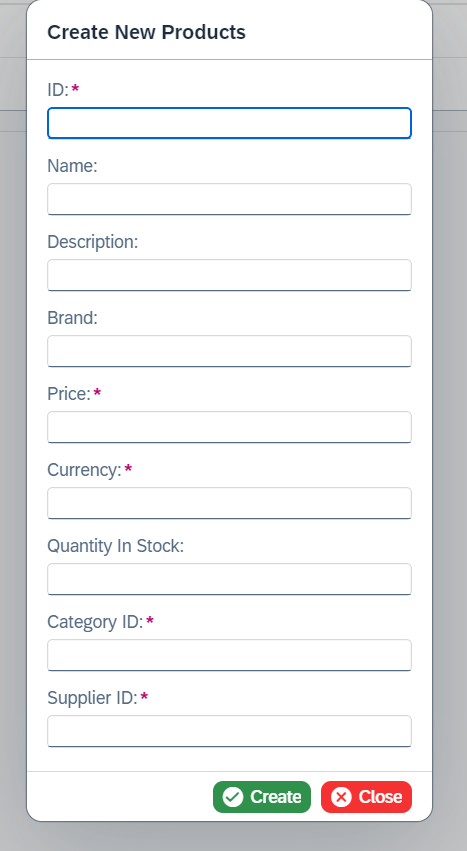 Create New Products
ID:*
Name:
Description:
Brand:
Price:*
Currency:*
Quantity In Stock:
Category ID:*
Supplier ID:*
Create Close